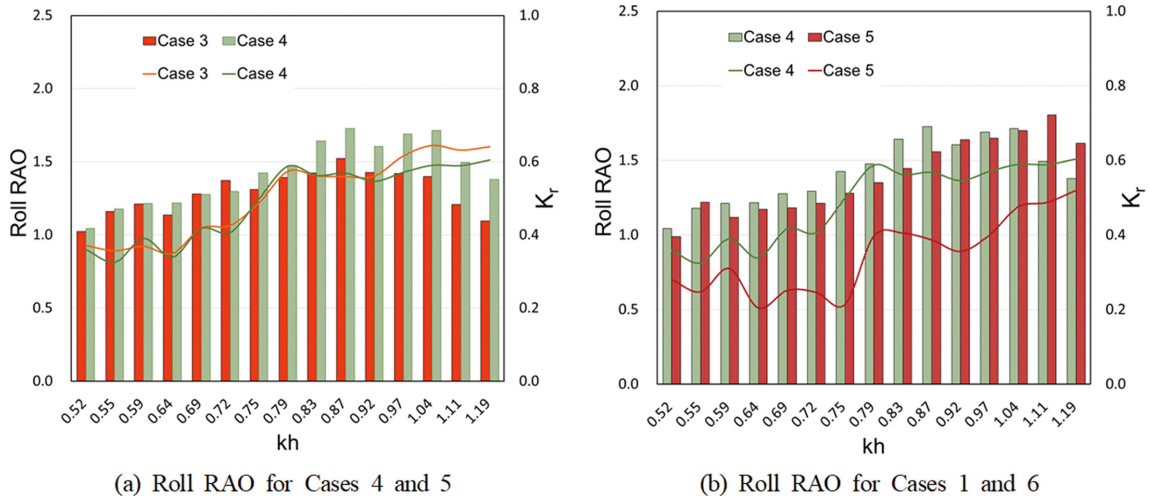 2.5
2.0
1.5
1.0
0.5
0.0
Roll RAO
Case 3 Case 4
Case 3 Case 4
1.0
0.8
0.6
0.4
0.2
0.0
Kr
0.52 0.55 0.59 0.64 0.69 0.72 0.75 0.79 0.83 0.87 0.92 0.97 1.04 1.11 1.19
kh
(a) Roll RAO for Cases 4 and 5
2.5
2.0
1.5
1.0
0.5
0.0
Roll RAO
Case 4 Case 5
Case 4 Case 5
1.0
0.8
0.6
0.4
0.2
0.0
Kr
0.52 0.55 0.59 0.64 0.69 0.72 0.75 0.79 0.83 0.87 0.92 0.97 1.04 1.11 1.19
kh
(b) Roll RAO for Cases 1 and 6